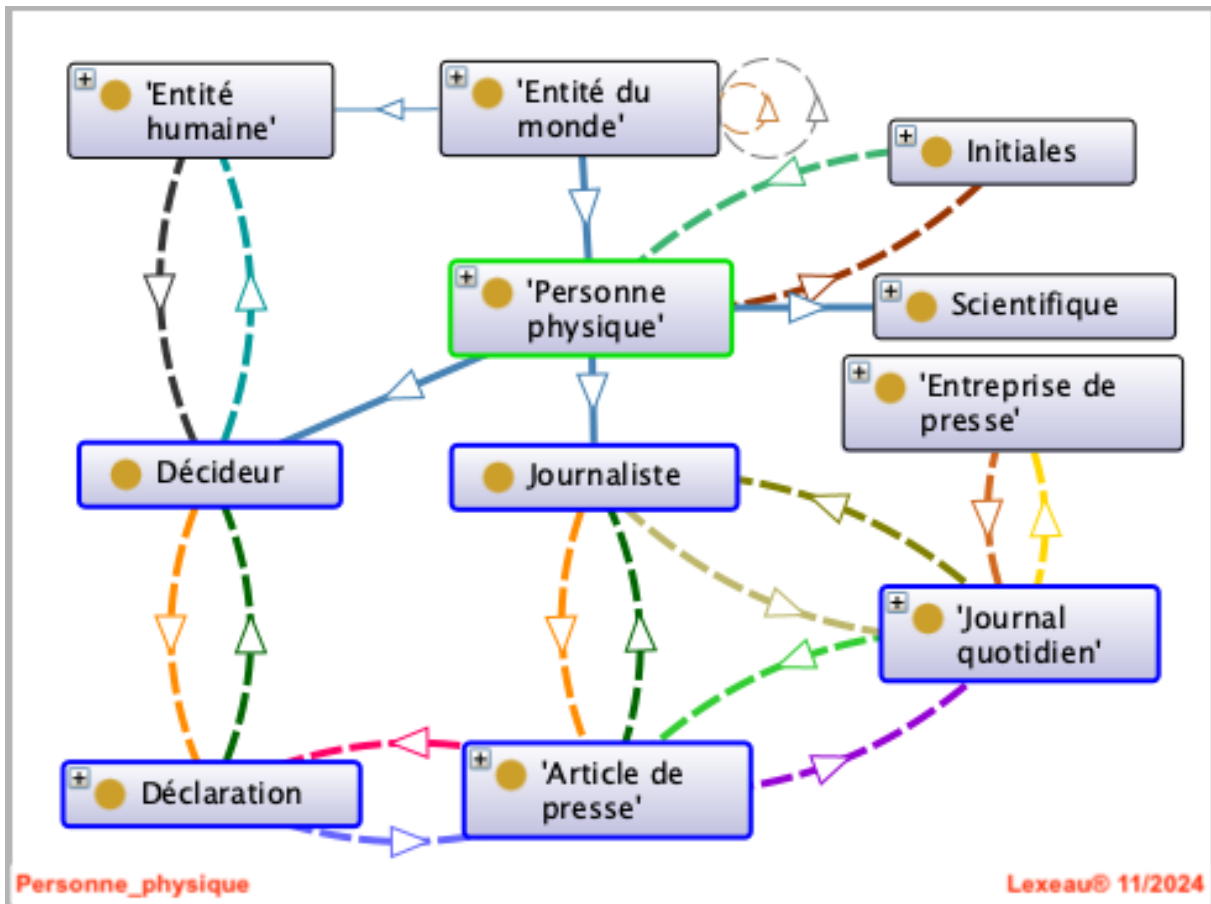 'Entité
humaine'
'Entité du
monde'
Initiales
'Personne
physique'
Scientifique
'Entreprise de
presse'
Décideur
Journaliste
'Journal
quotidien'
Déclaration
'Article de
presse'
Personne_physique
Lexeau® 11/2024